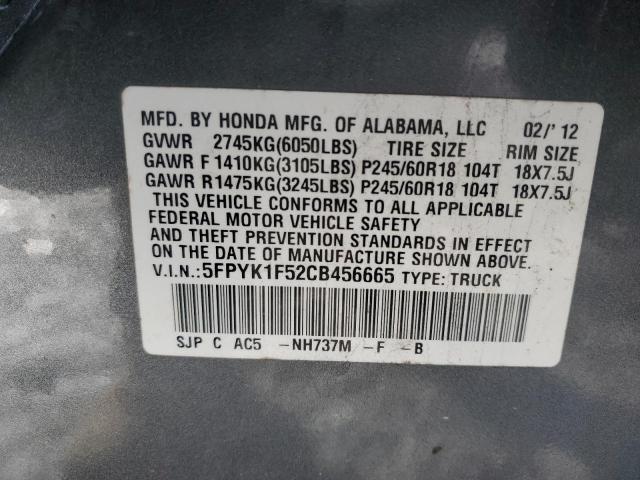 MFD. BY HONDA MFG. OF ALABAMA, LLC 02/' 12
GVWR 2745KG(6050LBS) TIRE SIZE RIM SIZE
GAWR F 1410KG(3105LBS) P245/60R18 104T 18X7.5J
GAWR R1475KG(3245LBS) P245/60R18 104T 18X7.5J
THIS VEHICLE CONFORMS TO ALL APPLICABLE
FEDERAL MOTOR VEHICLE SAFETY
AND THEFT PREVENTION STANDARDS IN EFFECT
ON THE DATE OF MANUFACTURE SHOWN ABOVE.
V.I.N.: 5FPYK1F52CB456665 TYPE: TRUCK
SJP C AC5 -NH737M -F -B